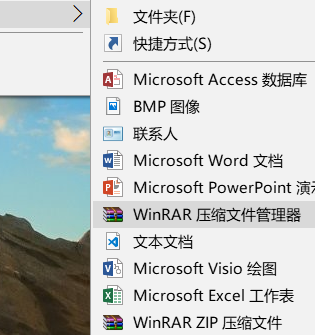 文件夹(F)
快捷方式(S)
Microsoft Access 数据库
BMP 图像
联系人
Microsoft Word 文档
Microsoft PowerPoint 演
WinRAR 压缩文件管理器
文本文档
Microsoft Visio 绘图
Microsoft Excel 工作表
WinRAR ZIP 压缩文件